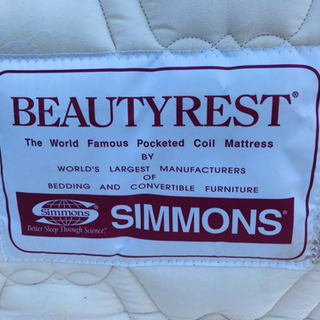 BEAUTYREST®
The World Famous Pocketed Coil Mattress
BY
WORLD'S LARGEST MANUFACTURERS
OF
BEDDING AND CONVERTIBLE FURNITURE
Simmons
Better Sleep Through Science®
SIMMONS®